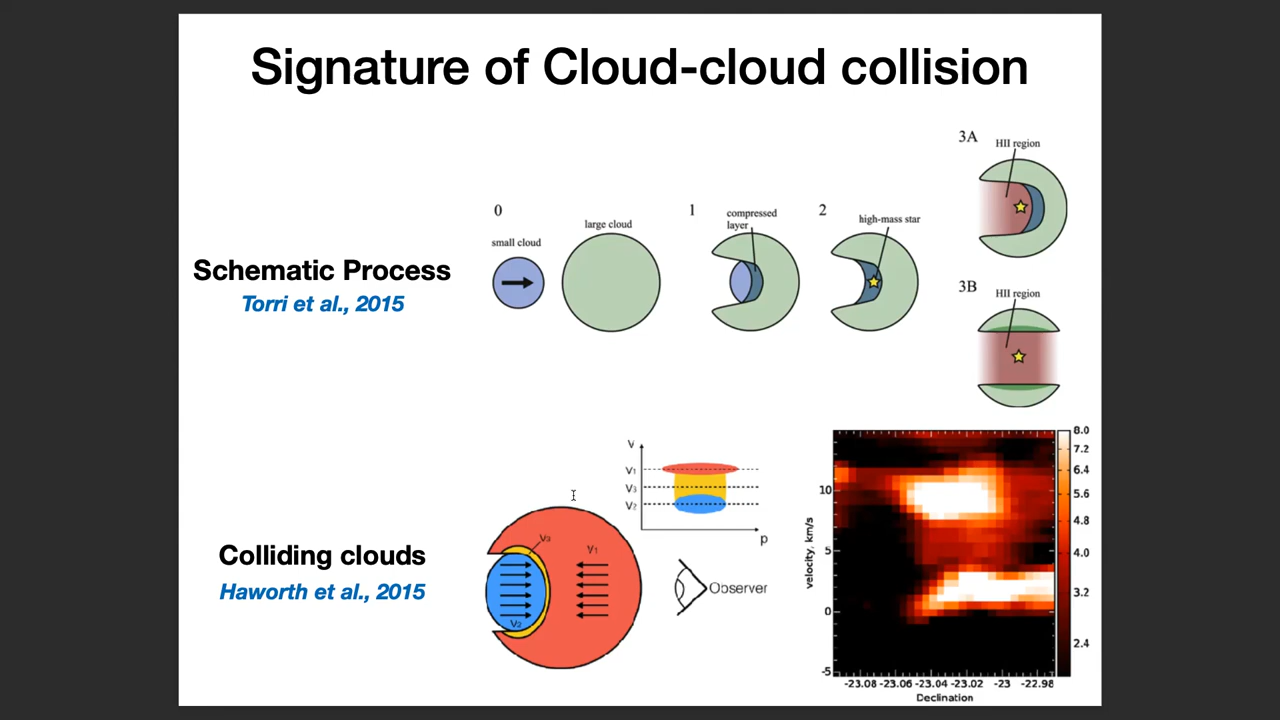 Signature of Cloud-cloud collision
Schematic Process
Torri et al., 2015
0
small cloud
large cloud
1
compressed
layer
2
high-mass star
3A
HII region
3B
HII region
Colliding clouds
Haworth et al., 2015
V
V₁
V₃
V₂
p
V₃
V₁
V₂
Observer
velocity, km/s
10
5
0
-5
-23.08 -23.06 -23.04 -23.02 -23 -22.98
Declination
8.0
7.2
6.4
5.6
4.8
4.0
3.2
2.4